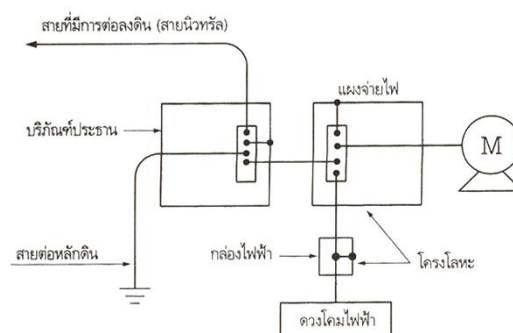 สายที่มีการต่อลงดิน (สายนิวทรัล)
แผงจ่ายไฟ
บริภัณฑ์ประธาน
M
สายต่อหลักดิน
กล่องไฟฟ้า
โครงโลหะ
ดวงโคมไฟฟ้า